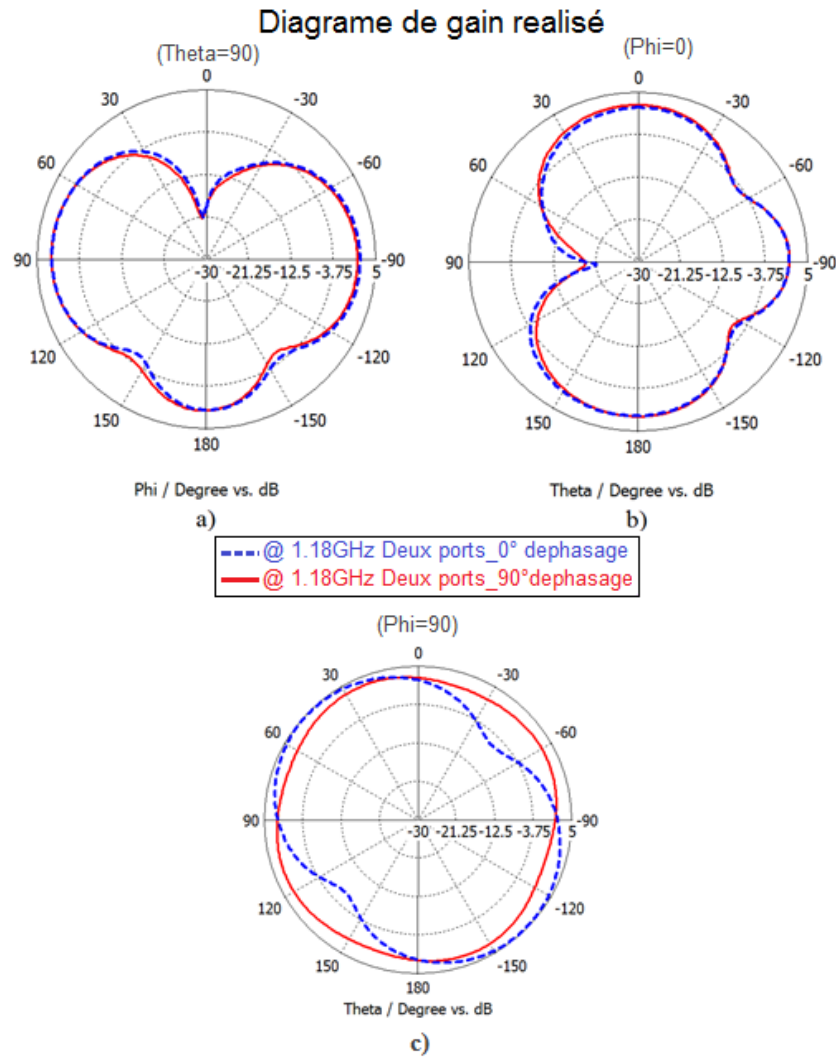 Diagrame de gain realisé
(Theta=90)
0
30
-30
60
-60
90
-30 -21.25 -12.5 -3.75 5
-90
120
-120
150
-150
180
Phi / Degree vs. dB
a)
(Phi=0)
0
30
-30
60
-60
90
-30 -21.25 -12.5 -3.75 5
-90
120
-120
150
-150
180
Theta / Degree vs. dB
b)
@ 1.18GHz Deux ports_0° dephasage
@ 1.18GHz Deux ports_90°dephasage
(Phi=90)
0
30
-30
60
-60
90
-30 -21.25 -12.5 -3.75 5
-90
120
-120
150
-150
180
Theta / Degree vs. dB
c)